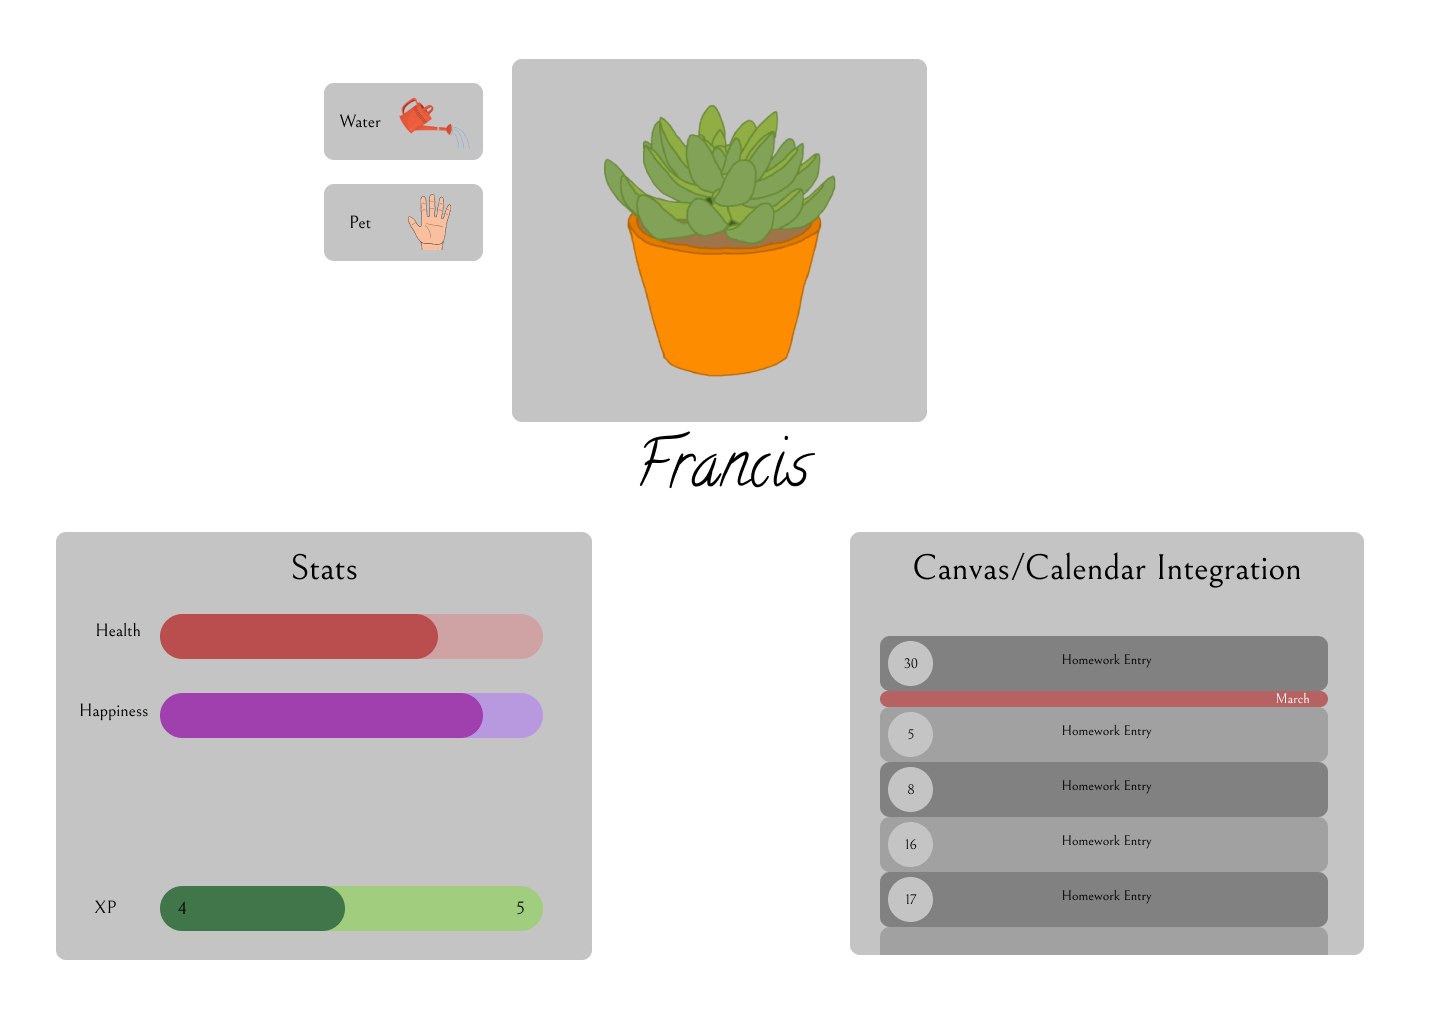 Water
Pet
Francis
Stats
Health
Happiness
XP
4
5
Canvas/Calendar Integration
30
Homework Entry
March
5
Homework Entry
8
Homework Entry
16
Homework Entry
17
Homework Entry